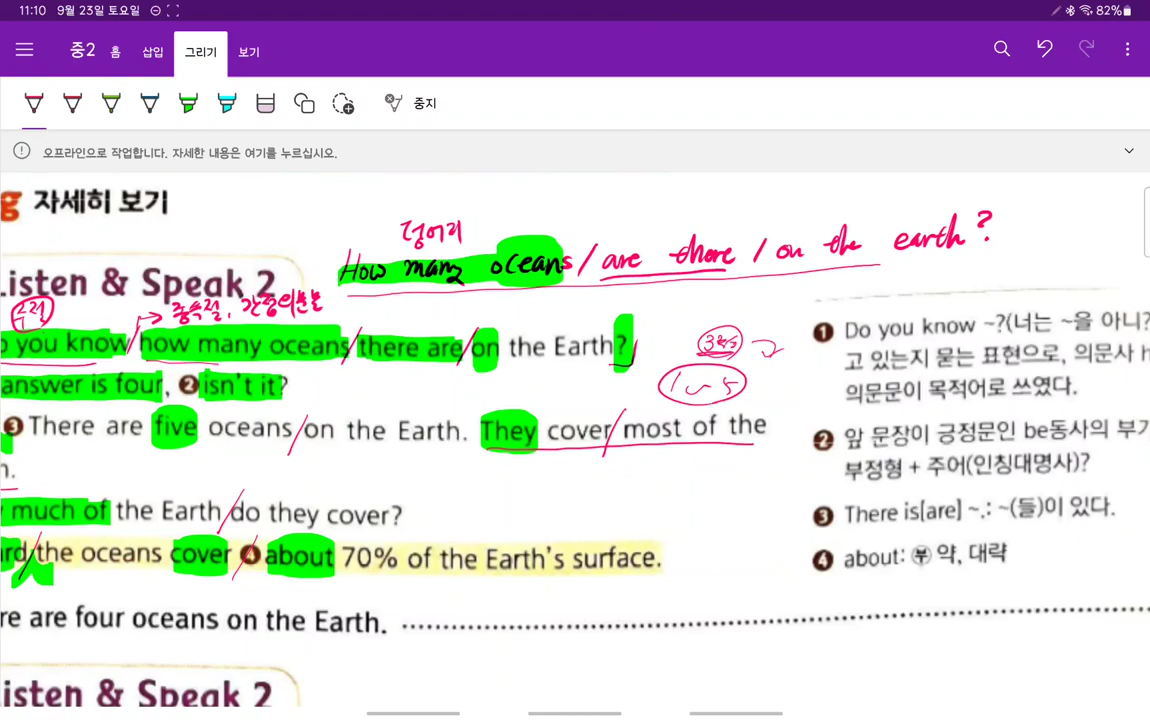 11:10 9월 23일 토요일 82%
중2 홈 삽입 그리기 보기
중지
오프라인으로 작업합니다. 자세한 내용은 여기를 누르십시오.
g 자세히 보기
덩어리
How many oceans / are there / on the earth?
Listen & Speak 2
종속절, 간접의문문
you know / how many oceans / there are / on the Earth?
answer is four, ❷ isn't it?
1 ~ 5
❸ There are five oceans / on the Earth. They cover / most of the
n.
much of the Earth / do they cover?
the oceans cover / ❹ about 70% of the Earth's surface.
re are four oceans on the Earth.
Listen & Speak 2
❶ Do you know ~?(너는 ~을 아니?
고 있는지 묻는 표현으로, 의문사 h
의문문이 목적어로 쓰였다.
❷ 앞 문장이 긍정문인 be동사의 부가
부정형 + 주어(인칭대명사)?
❸ There is[are] ~.: ~(들)이 있다.
❹ about: 부 약, 대략